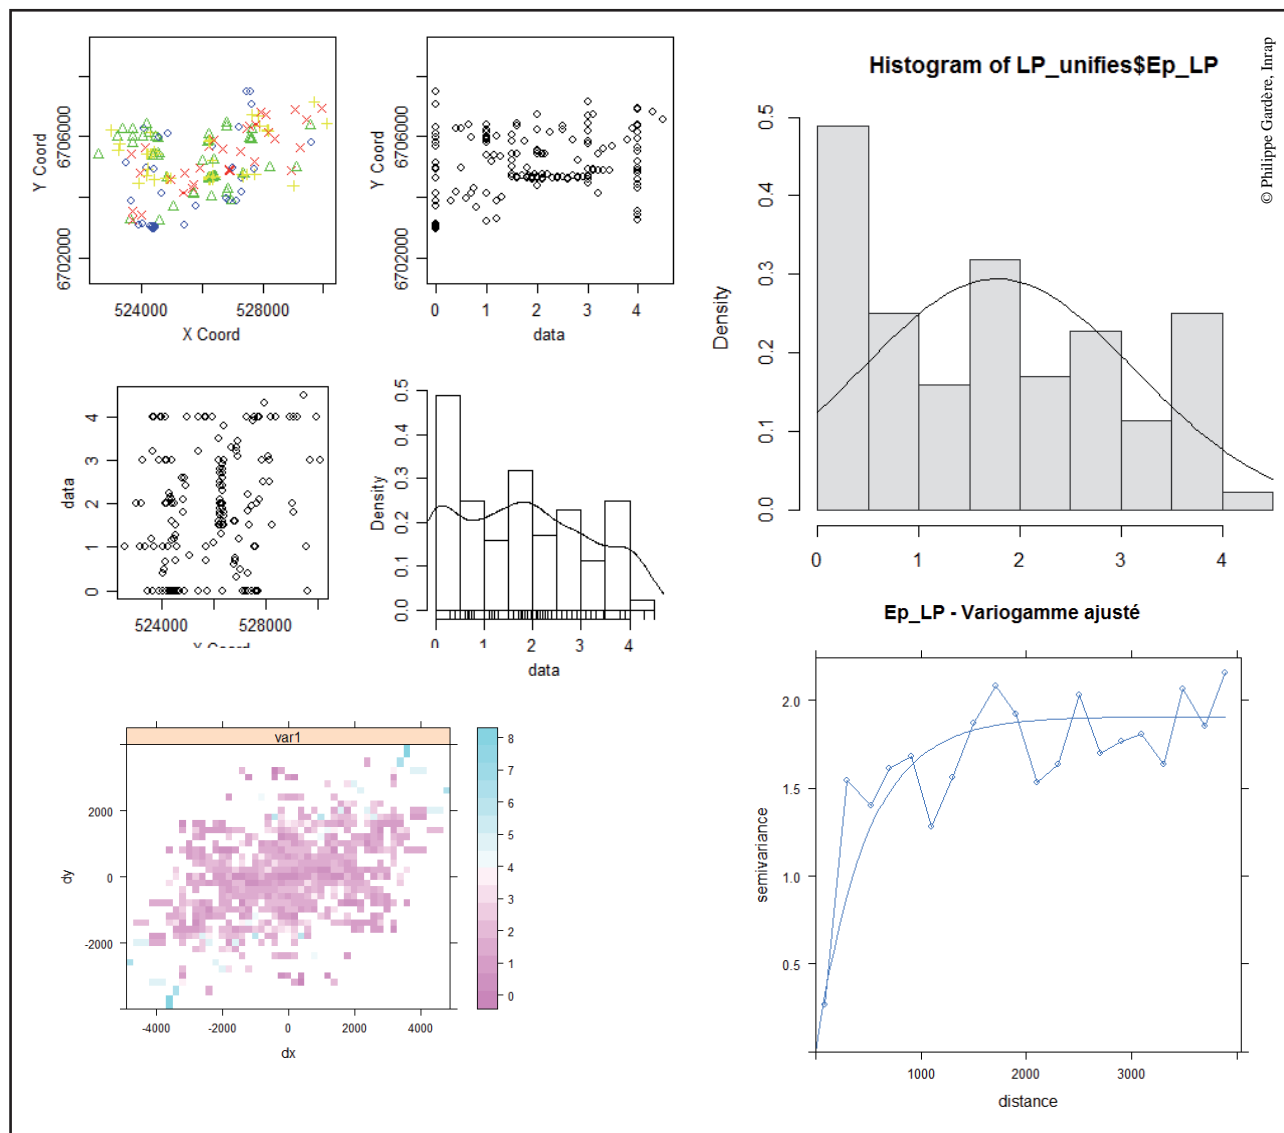 6706000
6702000
Y Coord
524000
528000
X Coord
6706000
6702000
Y Coord
0 1 2 3 4
data
Histogram of LP_unifies$Ep_LP
0.5
0.4
0.3
0.2
0.1
0.0
Density
0 1 2 3 4
© Philippe Gardère, Inrap
4
3
2
1
0
data
524000
528000
X Coord
0.5
0.4
0.3
0.2
0.1
0.0
Density
0 1 2 3 4
data
var1
2000
0
-2000
dy
-4000 -2000 0 2000 4000
dx
8
7
6
5
4
3
2
1
0
Ep_LP - Variogamme ajusté
2.0
1.5
1.0
0.5
semivariance
1000 2000 3000
distance